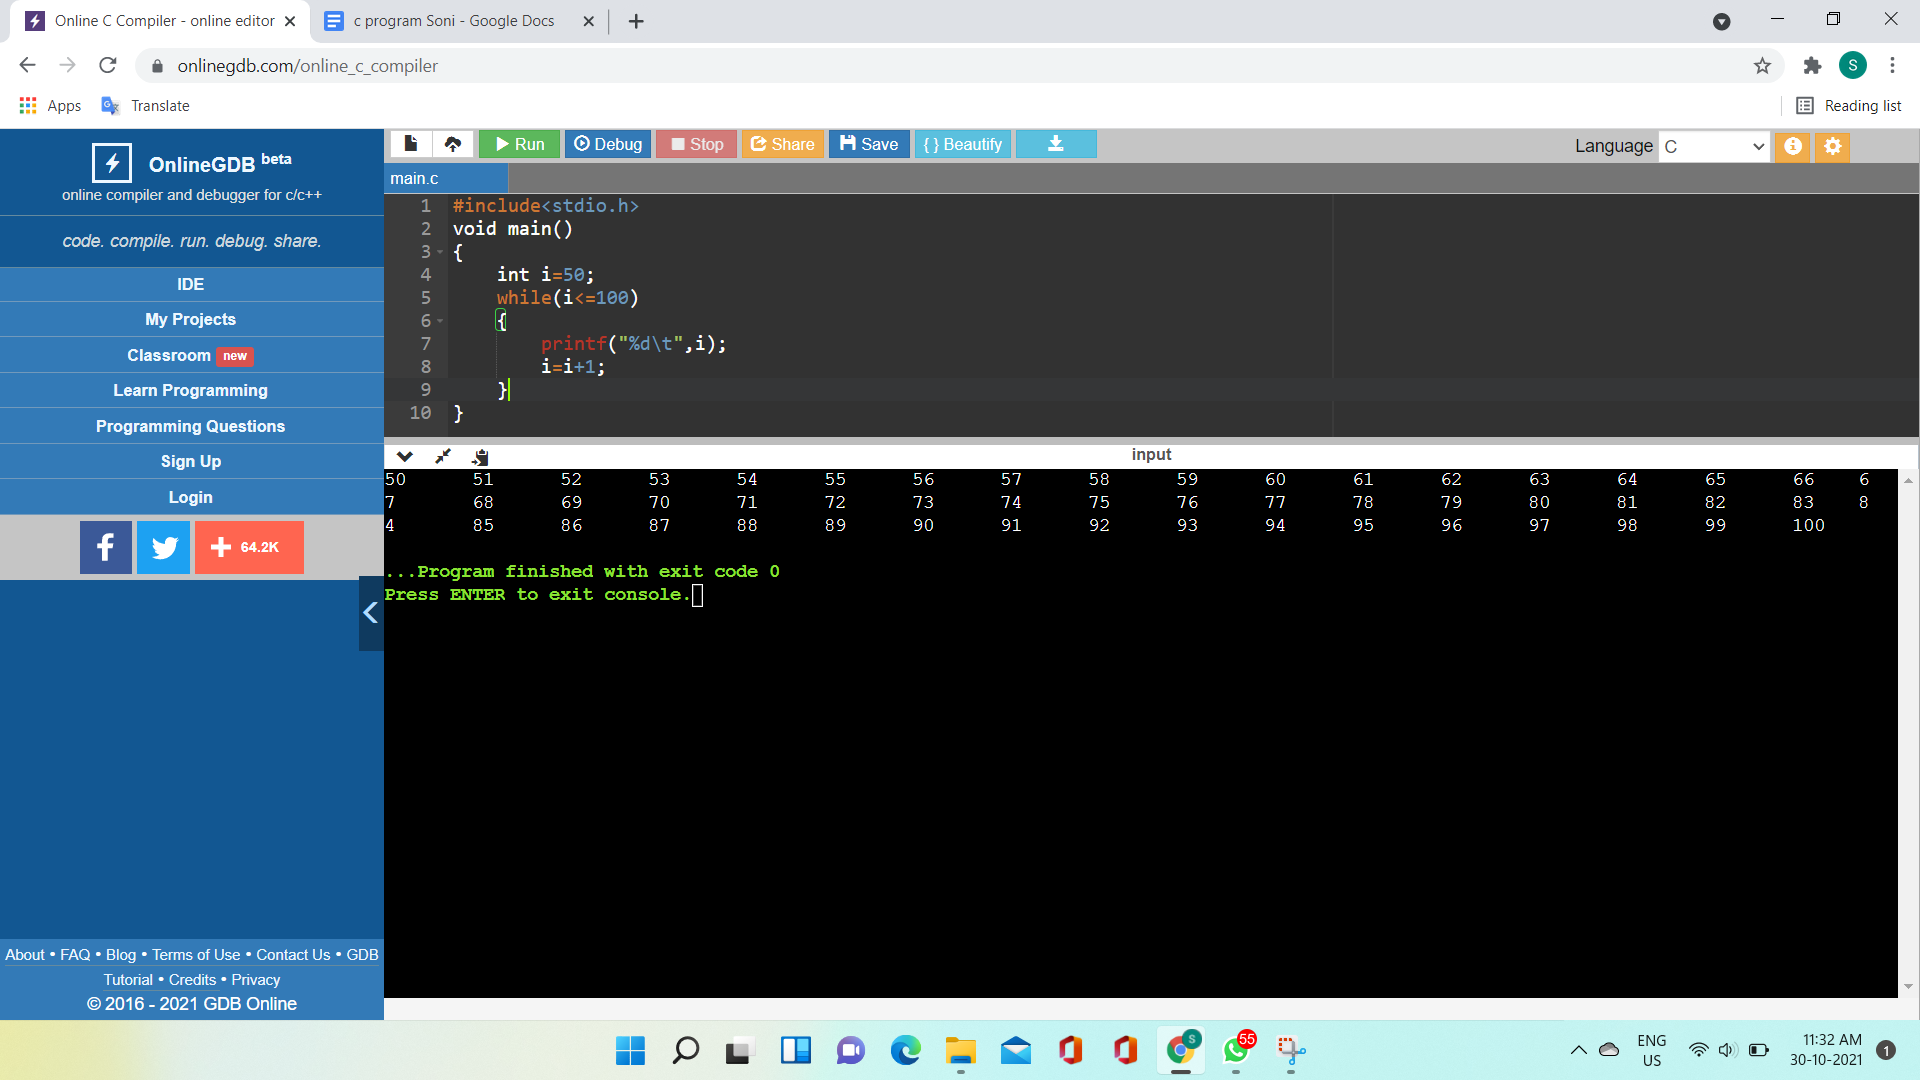 Online C Compiler - online editor
c program Soni - Google Docs
onlinegdb.com/online_c_compiler
S
Apps
Translate
Reading list
OnlineGDB beta
online compiler and debugger for c/c++
code. compile. run. debug. share.
IDE
My Projects
Classroom new
Learn Programming
Programming Questions
Sign Up
Login
64.2K
About • FAQ • Blog • Terms of Use • Contact Us • GDB
Tutorial • Credits • Privacy
© 2016 - 2021 GDB Online
Run Debug Stop Share Save { } Beautify
Language C
main.c
1 #include<stdio.h>
2 void main()
3 {
4 int i=50;
5 while(i<=100)
6 {
7 printf("%d\t",i);
8 i=i+1;
9 }
10 }
input
50 51 52 53 54 55 56 57 58 59 60 61 62 63 64 65 66 6
7 68 69 70 71 72 73 74 75 76 77 78 79 80 81 82 83 8
4 85 86 87 88 89 90 91 92 93 94 95 96 97 98 99 100
...Program finished with exit code 0
Press ENTER to exit console.
S
55
ENG
US
11:32 AM
30-10-2021
1